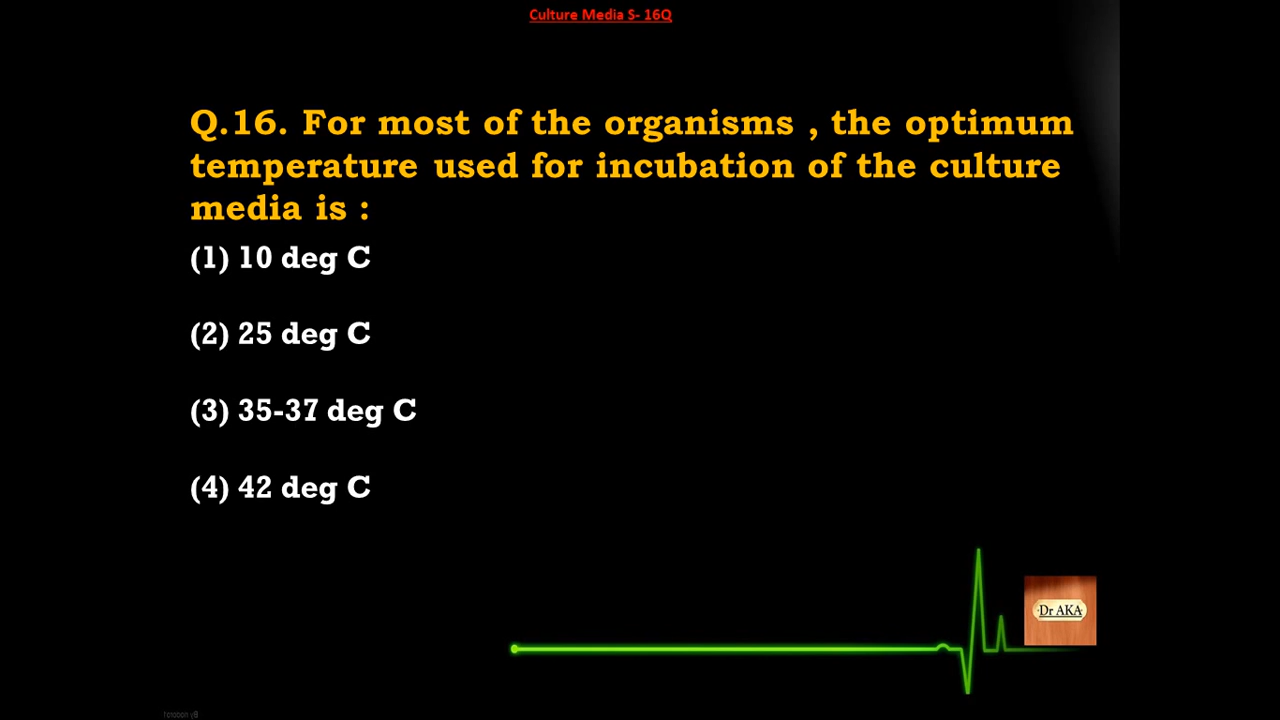 Culture Media S- 16Q
Q.16. For most of the organisms , the optimum
temperature used for incubation of the culture
media is :
(1) 10 deg C
(2) 25 deg C
(3) 35-37 deg C
(4) 42 deg C
Dr AKA